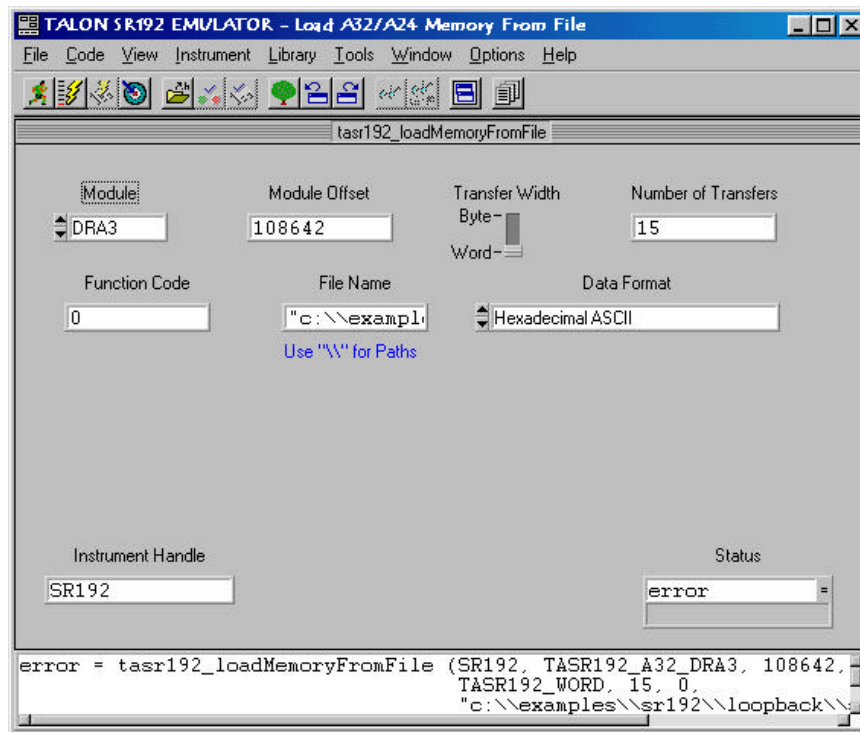 TALON SR192 EMULATOR - Load A32/A24 Memory From File
File Code View Instrument Library Tools Window Options Help
tasr192_loadMemoryFromFile
Module Module Offset Transfer Width Number of Transfers
DRA3 108642 Byte 15
Word
Function Code File Name Data Format
0 "c:\\exampl Hexadecimal ASCII
Use "\\" for Paths
Instrument Handle Status
SR192 error =
error = tasr192_loadMemoryFromFile (SR192, TASR192_A32_DRA3, 108642,
TASR192_WORD, 15, 0,
"c:\\examples\\sr192\\loopback\\